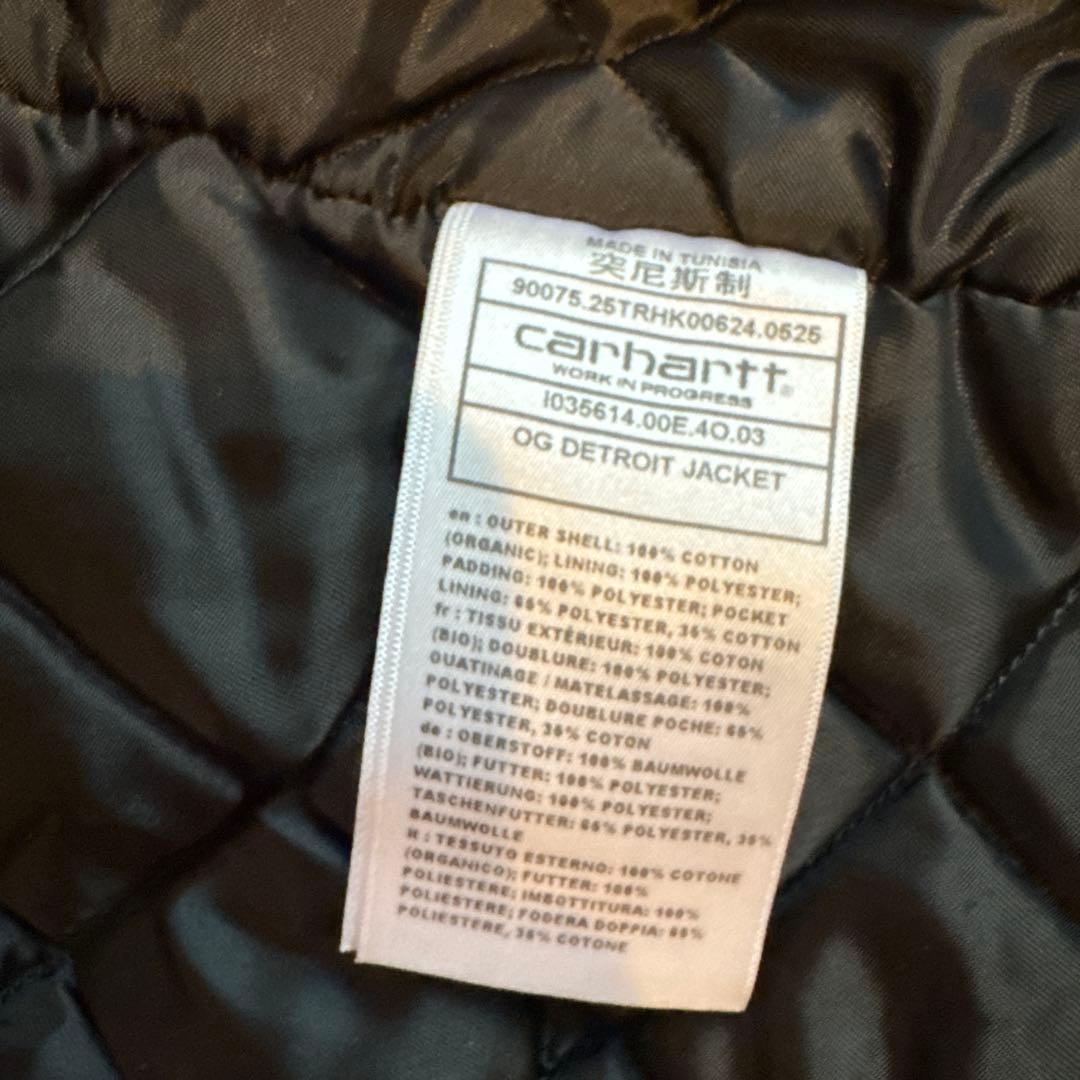 MADE IN TUNISIA
突尼斯制
90075.25TRHK00624.0525
carhartt®
WORK IN PROGRESS
I035614.00E.4O.03
OG DETROIT JACKET
en : OUTER SHELL: 100% COTTON
(ORGANIC); LINING: 100% POLYESTER;
PADDING: 100% POLYESTER; POCKET
LINING: 65% POLYESTER, 35% COTTON
fr : TISSU EXTÉRIEUR: 100% COTON
(BIO); DOUBLURE: 100% POLYESTER;
OUATINAGE / MATELASSAGE: 100%
POLYESTER; DOUBLURE POCHE: 65%
POLYESTER, 35% COTON
de : OBERSTOFF: 100% BAUMWOLLE
(BIO); FUTTER: 100% POLYESTER;
WATTIERUNG: 100% POLYESTER;
TASCHENFUTTER: 65% POLYESTER, 35%
BAUMWOLLE
it : TESSUTO ESTERNO: 100% COTONE
(ORGANICO); FUTTER: 100%
POLIESTERE; IMBOTTITURA: 100%
POLIESTERE; FODERA DOPPIA: 65%
POLIESTERE, 35% COTONE